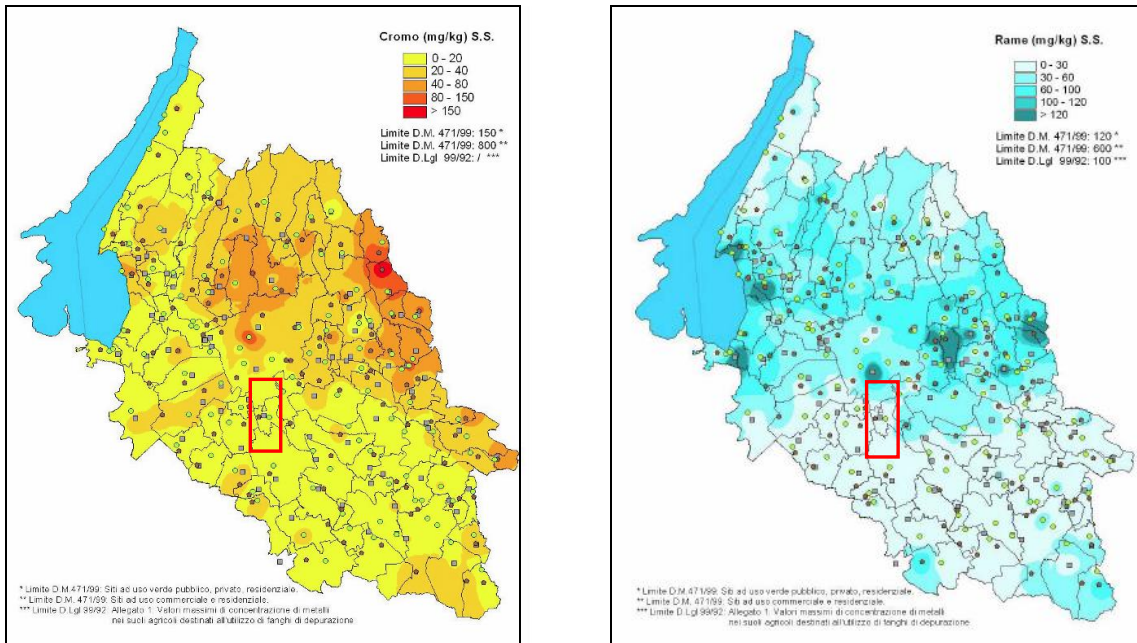 Cromo (mg/kg) S.S.
0 - 20
20 - 40
40 - 80
80 - 150
> 150
Limite D.M. 471/99: 150 *
Limite D.M. 471/99: 800 **
Limite D.Lgl 99/92: / ***
* Limite D.M.471/99: Siti ad uso verde pubblico, privato, residenziale.
** Limite D.M. 471/99: Siti ad uso commerciale e residenziale.
*** Limite D.Lgl 99/92: Allegato 1. Valori massimi di concentrazione di metalli
nei suoli agricoli destinati all'utilizzo di fanghi di depurazione
Rame (mg/kg) S.S.
0 - 30
30 - 60
60 - 100
100 - 120
> 120
Limite D.M. 471/99: 120 *
Limite D.M. 471/99: 600 **
Limite D.Lgl 99/92: 100 ***
* Limite D.M.471/99: Siti ad uso verde pubblico, privato, residenziale.
** Limite D.M. 471/99: Siti ad uso commerciale e residenziale.
*** Limite D.Lgl 99/92: Allegato 1. Valori massimi di concentrazione di metalli
nei suoli agricoli destinati all'utilizzo di fanghi di depurazione